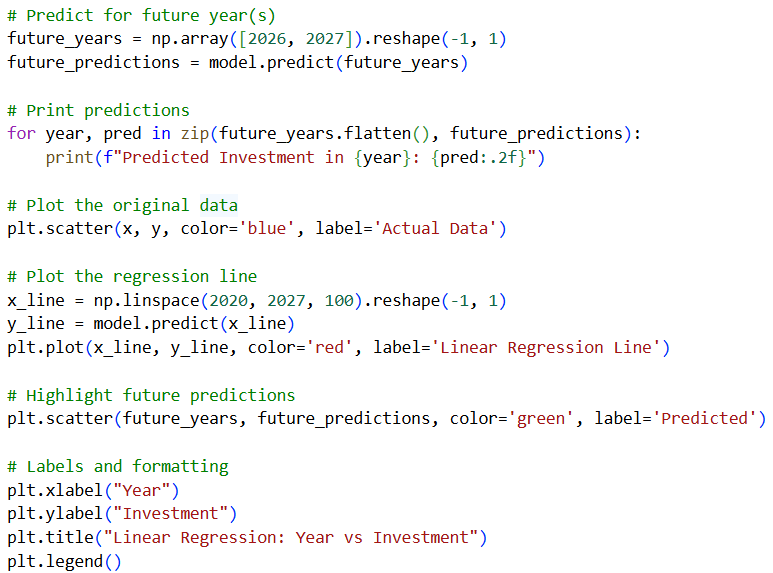 # Predict for future year(s)
future_years = np.array([2026, 2027]).reshape(-1, 1)
future_predictions = model.predict(future_years)
# Print predictions
for year, pred in zip(future_years.flatten(), future_predictions):
    print(f"Predicted Investment in {year}: {pred:.2f}")
# Plot the original data
plt.scatter(x, y, color='blue', label='Actual Data')
# Plot the regression line
x_line = np.linspace(2020, 2027, 100).reshape(-1, 1)
y_line = model.predict(x_line)
plt.plot(x_line, y_line, color='red', label='Linear Regression Line')
# Highlight future predictions
plt.scatter(future_years, future_predictions, color='green', label='Predicted')
# Labels and formatting
plt.xlabel("Year")
plt.ylabel("Investment")
plt.title("Linear Regression: Year vs Investment")
plt.legend()